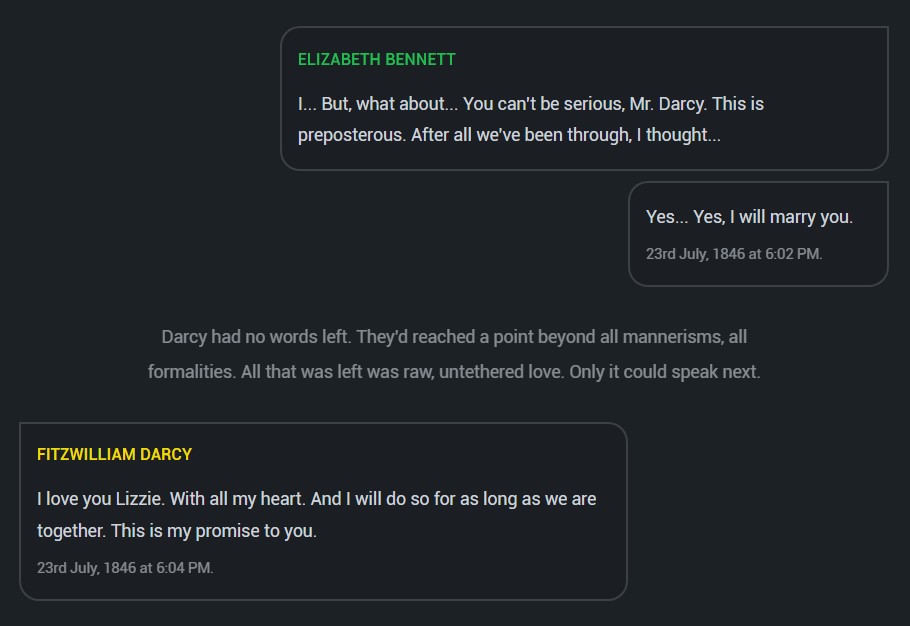 ELIZABETH BENNETT
I... But, what about... You can't be serious, Mr. Darcy. This is
preposterous. After all we've been through, I thought...
Yes... Yes, I will marry you.
23rd July, 1846 at 6:02 PM.
Darcy had no words left. They'd reached a point beyond all mannerisms, all
formalities. All that was left was raw, untethered love. Only it could speak next.
FITZWILLIAM DARCY
I love you Lizzie. With all my heart. And I will do so for as long as we are
together. This is my promise to you.
23rd July, 1846 at 6:04 PM.